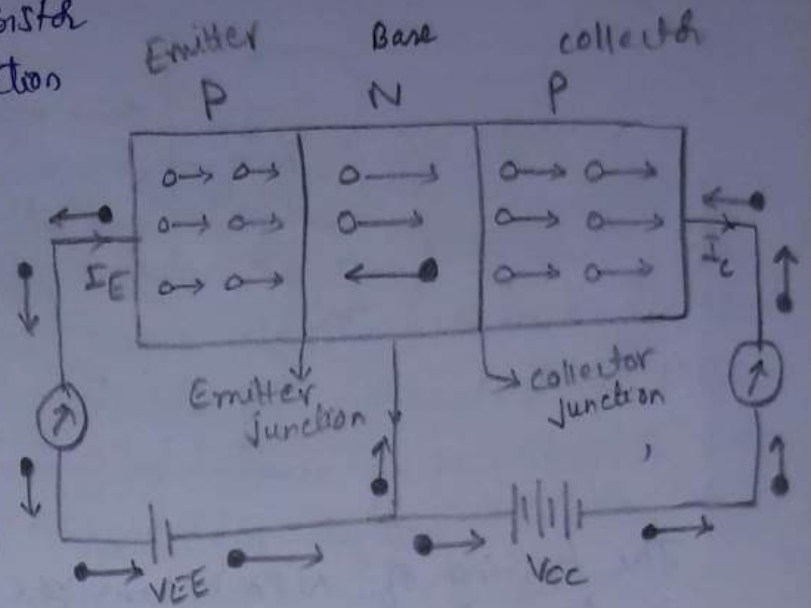 Emitter Base collector
P N P
IE Ic
Emitter
junction
collector
junction
VEE VCC